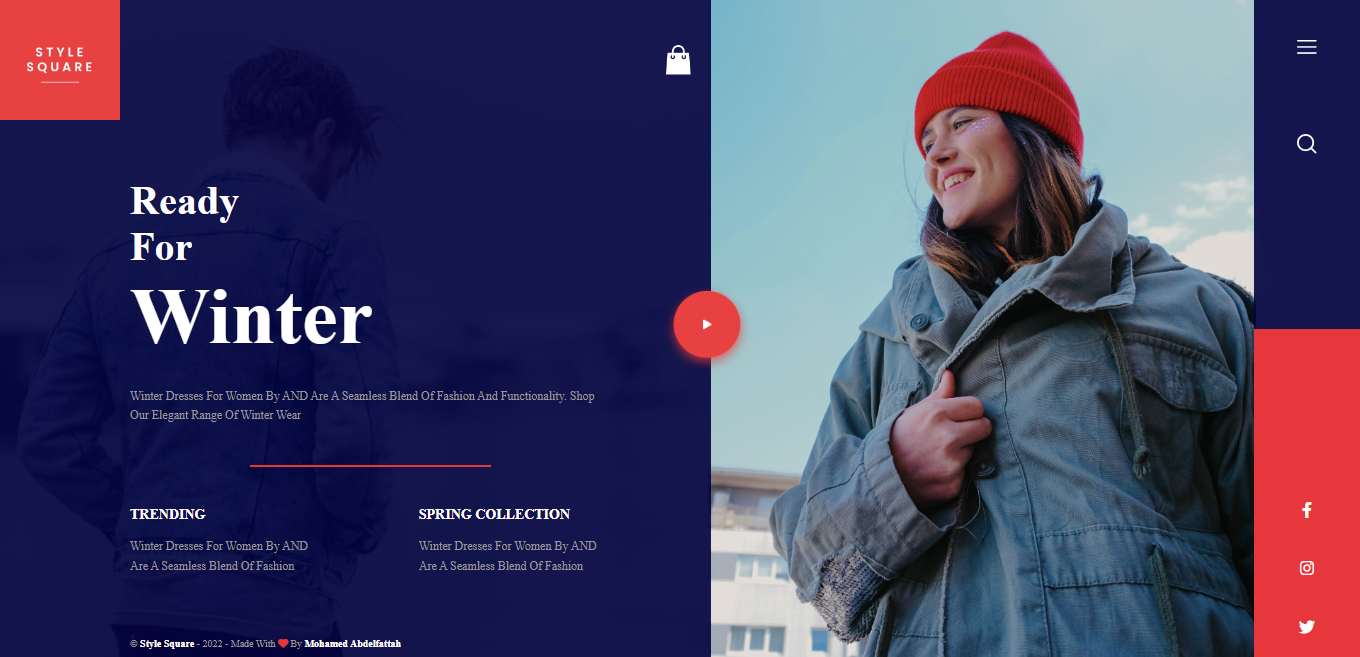 STYLE
SQUARE
Ready
For
Winter
Winter Dresses For Women By AND Are A Seamless Blend Of Fashion And Functionality. Shop
Our Elegant Range Of Winter Wear
TRENDING
Winter Dresses For Women By AND
Are A Seamless Blend Of Fashion
SPRING COLLECTION
Winter Dresses For Women By AND
Are A Seamless Blend Of Fashion
© Style Square - 2022 - Made With ❤ By Mohamed Abdelfattah